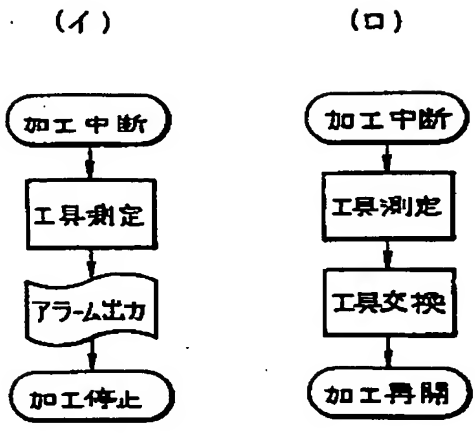 (イ)
加工中断
工具測定
アラーム出力
加工停止
(ロ)
加工中断
工具測定
工具交換
加工再開